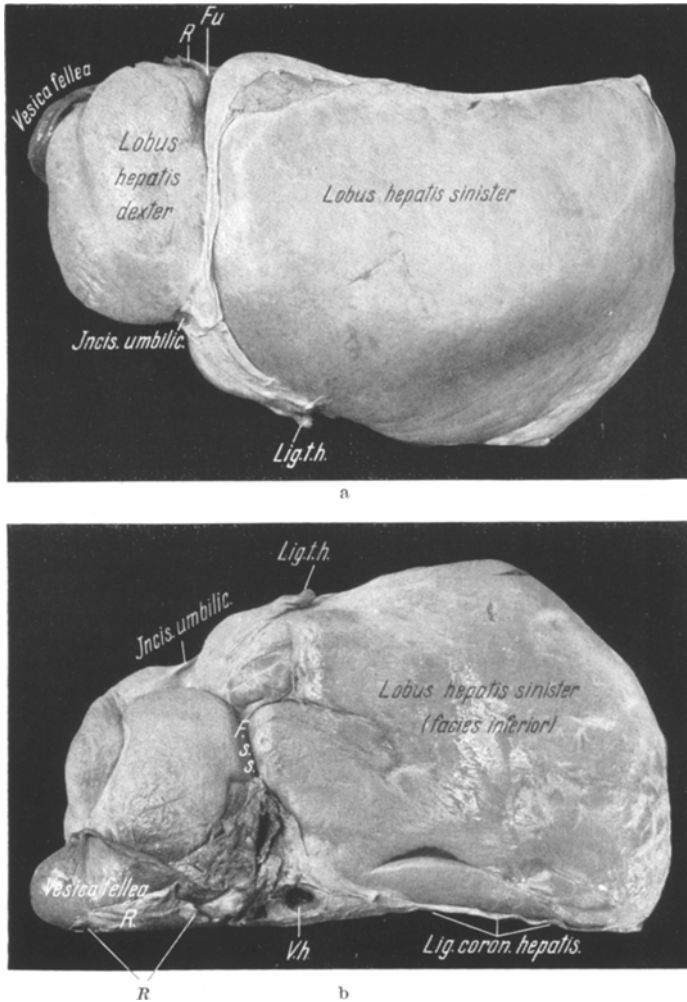 R
Fu
Vesica fellea
Lobus
hepatis
dexter
Lobus hepatis sinister
Jncis. umbilic.
Lig.t.h.
a
Lig.t.h.
Jncis. umbilic.
Lobus hepatis sinister
(facies inferior)
F.
s.
s.
Vesica fellea
R.
V.h.
Lig. coron. hepatis.
R
b